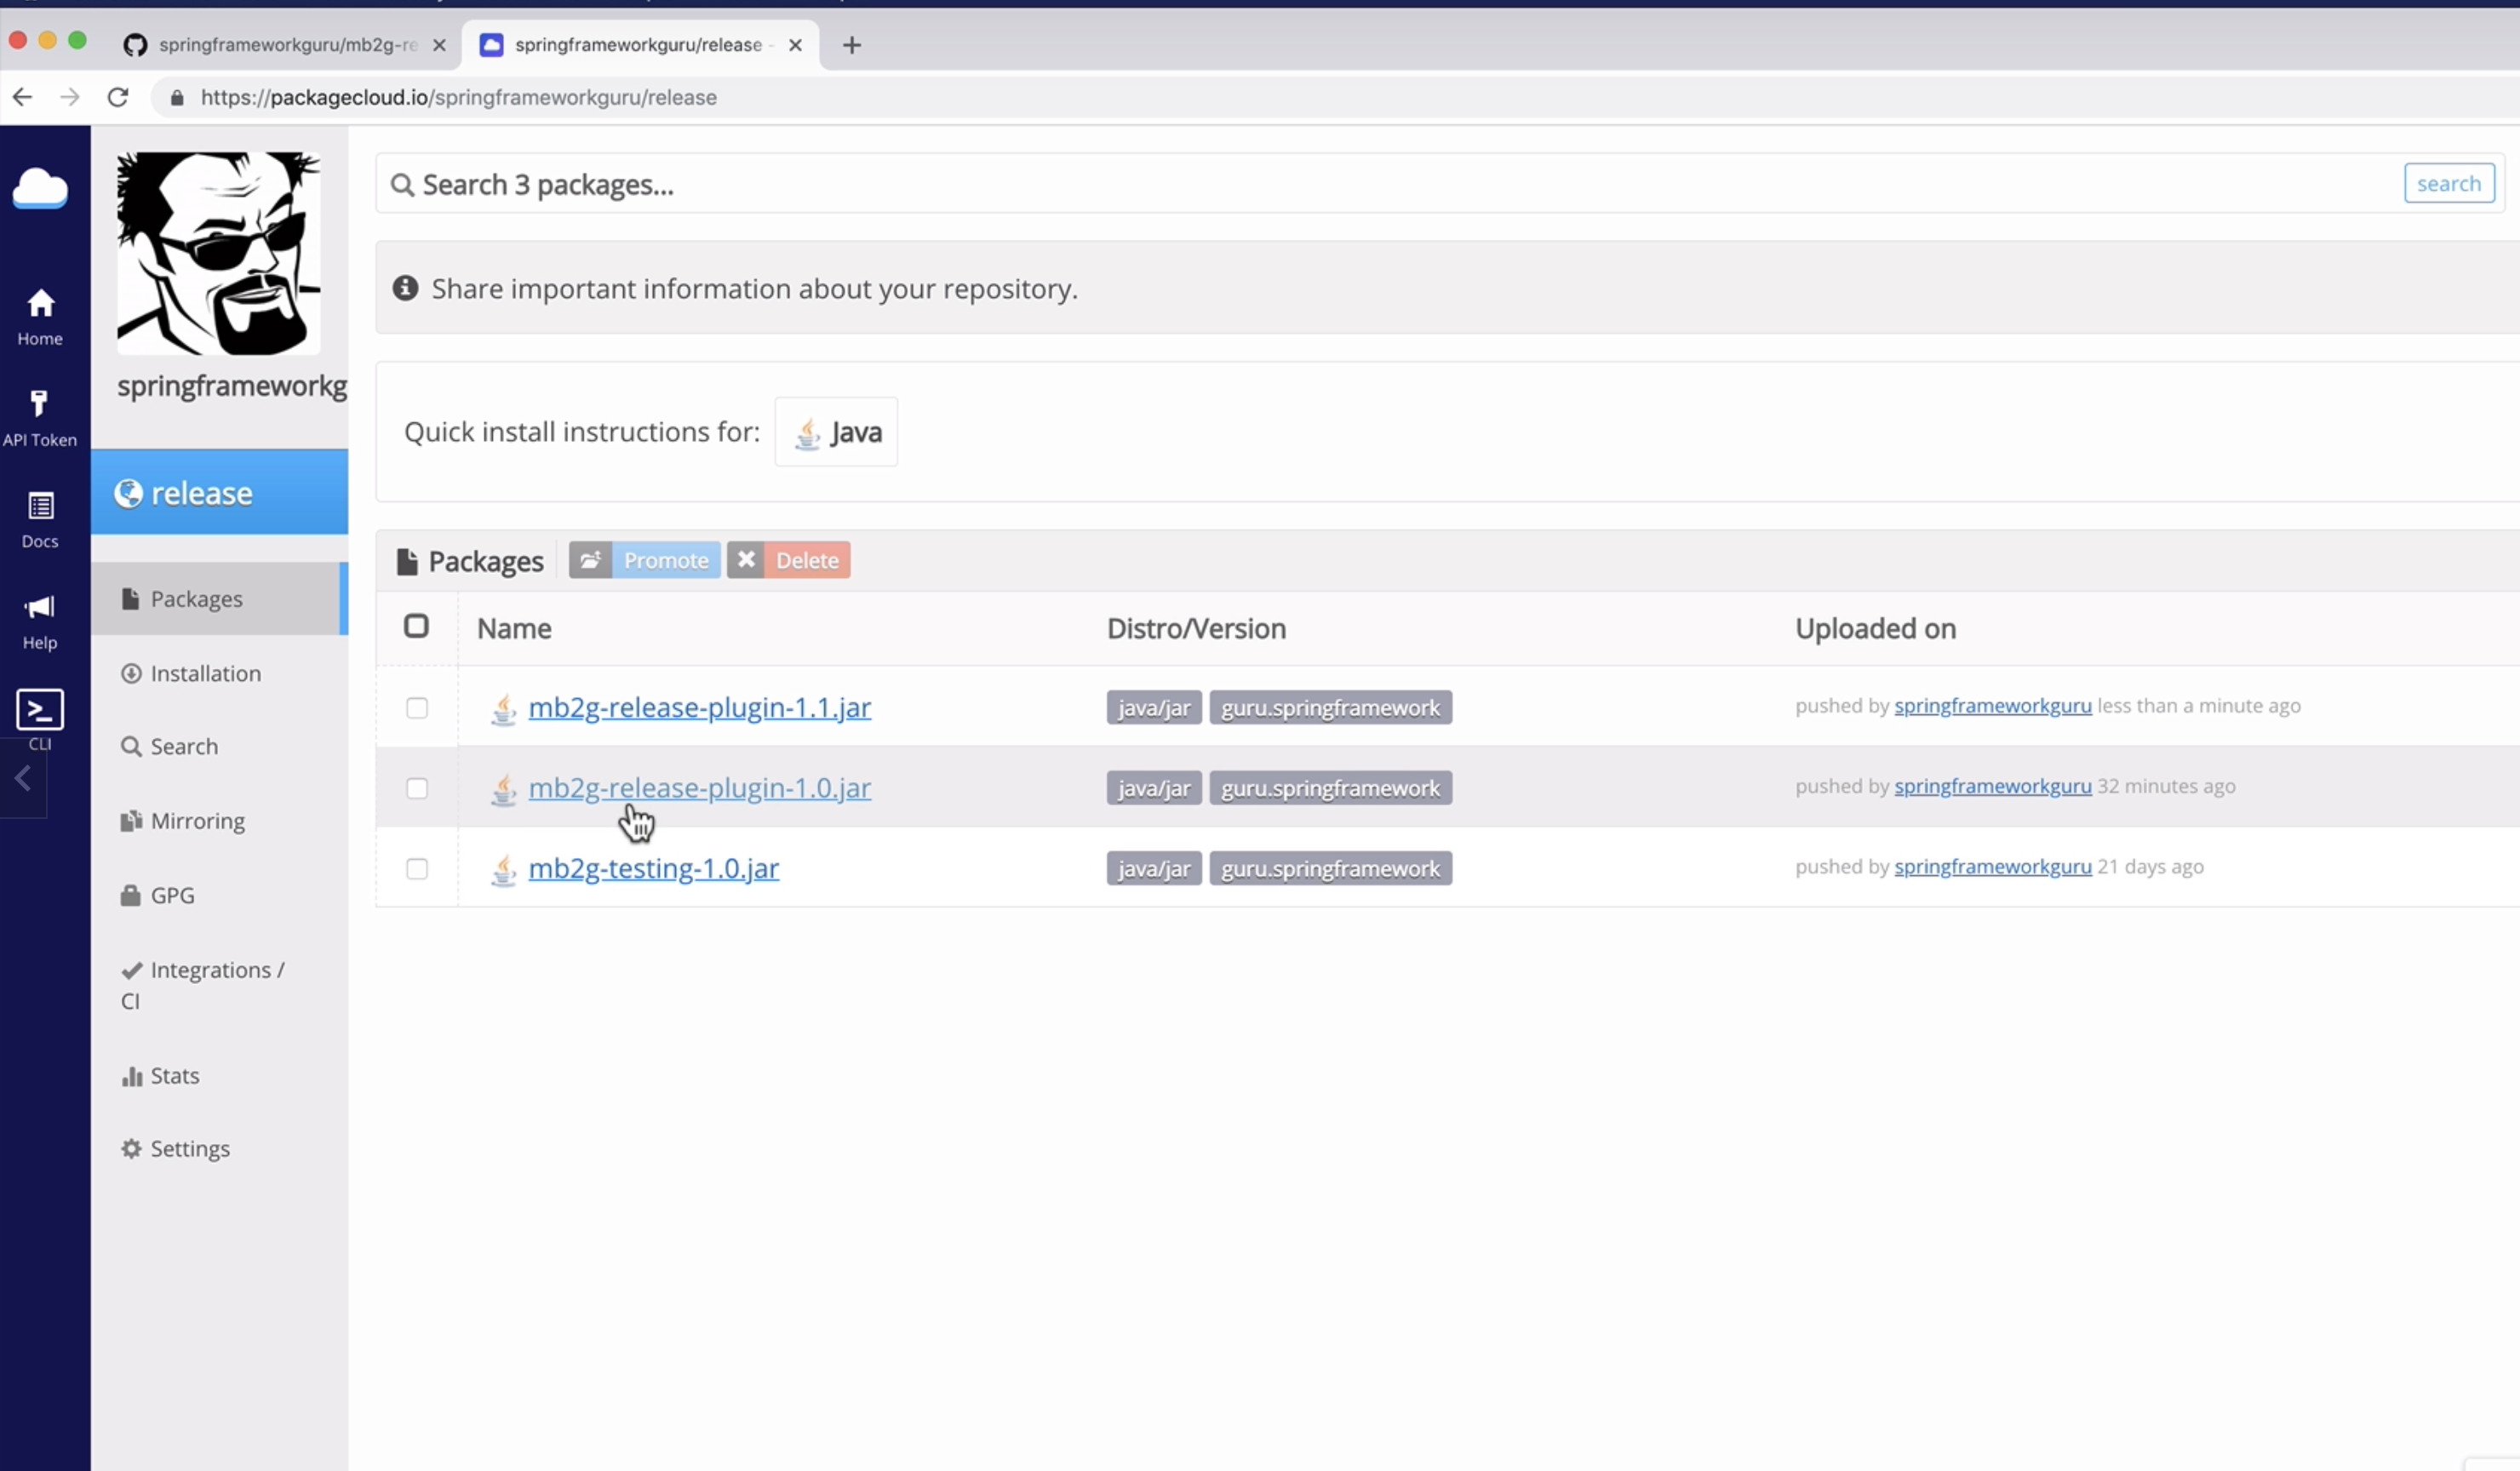 springframeworkguru/mb2g-re
springframeworkguru/release -
https://packagecloud.io/springframeworkguru/release
Home
API Token
Docs
Help
CLI
springframeworkg
release
Packages
Installation
Search
Mirroring
GPG
Integrations /
CI
Stats
Settings
Search 3 packages...
search
Share important information about your repository.
Quick install instructions for: Java
Packages Promote Delete
Name Distro/Version Uploaded on
mb2g-release-plugin-1.1.jar java/jar guru.springframework pushed by springframeworkguru less than a minute ago
mb2g-release-plugin-1.0.jar java/jar guru.springframework pushed by springframeworkguru 32 minutes ago
mb2g-testing-1.0.jar java/jar guru.springframework pushed by springframeworkguru 21 days ago